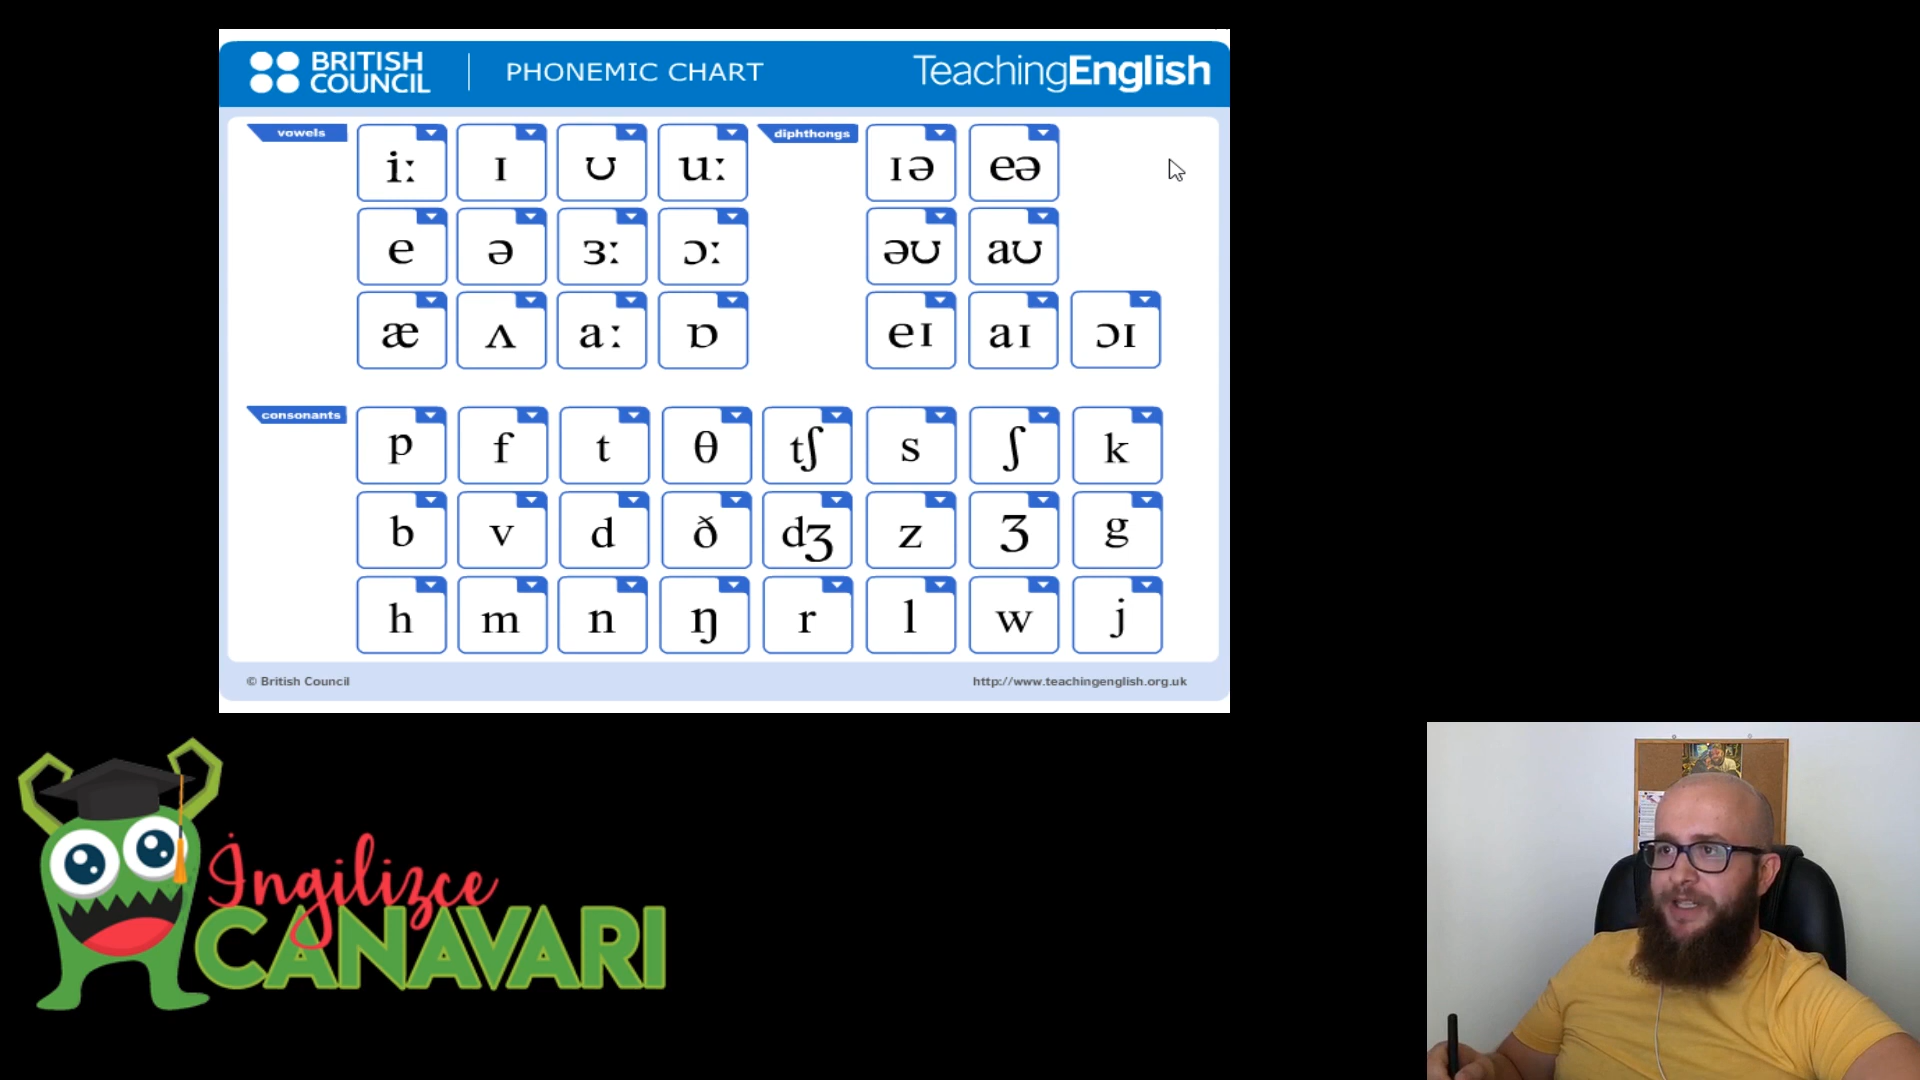 BRITISH COUNCIL
PHONEMIC CHART
TeachingEnglish
vowels
iː ɪ ʊ uː
diphthongs
ɪə eə
e ə ɜː ɔː
əʊ aʊ
æ ʌ aː ɒ
eɪ aɪ ɔɪ
consonants
p f t θ tʃ s ʃ k
b v d ð dʒ z ʒ g
h m n ŋ r l w j
© British Council
http://www.teachingenglish.org.uk
İngilizce
CANAVARI